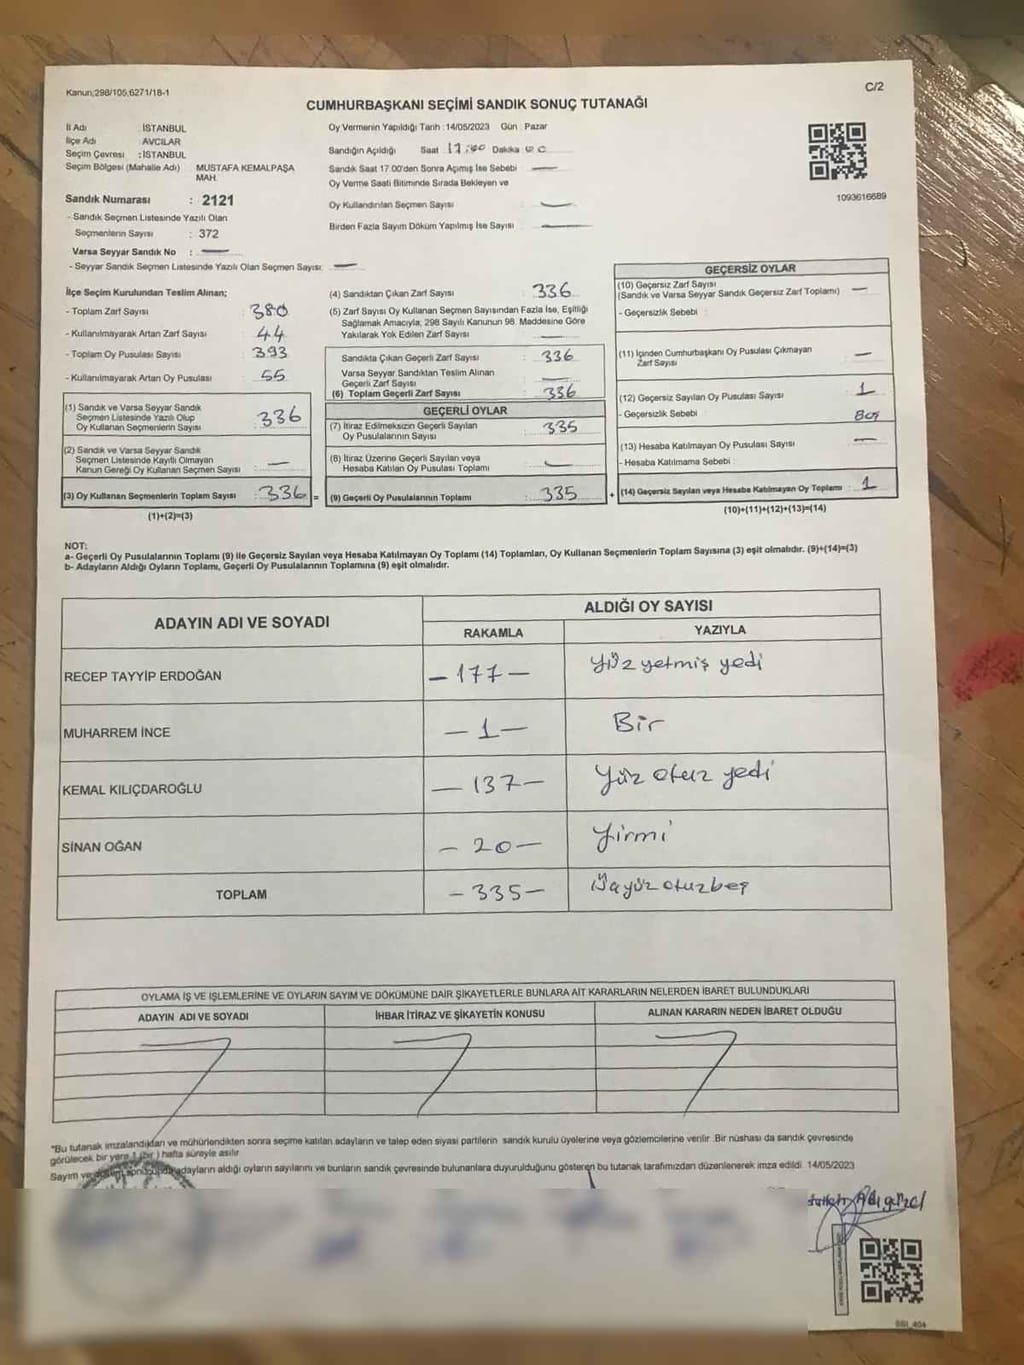 Kanun;298/105,6271/18-1
C/2
CUMHURBAŞKANI SEÇİMİ SANDIK SONUÇ TUTANAĞI
İl Adı : İSTANBUL
İlçe Adı : AVCILAR
Seçim Çevresi : İSTANBUL
Seçim Bölgesi (Mahalle Adı) MUSTAFA KEMALPAŞA MAH.
Sandık Numarası : 2121
- Sandık Seçmen Listesinde Yazılı Olan
Seçmenlerin Sayısı : 372
Varsa Seyyar Sandık No : —
- Seyyar Sandık Seçmen Listesinde Yazılı Olan Seçmen Sayısı: —
Oy Vermenin Yapıldığı Tarih :14/05/2023 Gün : Pazar
Sandığın Açıldığı Saat 17:00 Dakika
Sandık Saat 17.00'den Sonra Açımış İse Sebebi —
Oy Verme Saati Bitiminde Sırada Bekleyen ve
Oy Kullandırılan Seçmen Sayısı : —
Birden Fazla Sayım Döküm Yapılmış İse Sayısı : —
1093616689
İlçe Seçim Kurulundan Teslim Alınan;
- Toplam Zarf Sayısı : 380
- Kullanılmayarak Artan Zarf Sayısı : 44
- Toplam Oy Pusulası Sayısı : 393
- Kullanılmayarak Artan Oy Pusulası : 55
(1) Sandık ve Varsa Seyyar Sandık
Seçmen Listesinde Yazılı Olup
Oy Kullanan Seçmenlerin Sayısı : 336
(2) Sandık ve Varsa Seyyar Sandık
Seçmen Listesinde Kayıtlı Olmayan
Kanun Gereği Oy Kullanan Seçmen Sayısı : —
(3) Oy Kullanan Seçmenlerin Toplam Sayısı : 336 =
(1)+(2)=(3)
(4) Sandıktan Çıkan Zarf Sayısı : 336
(5) Zarf Sayısı Oy Kullanan Seçmen Sayısından Fazla İse, Eşitliği
Sağlamak Amacıyla; 298 Sayılı Kanunun 98. Maddesine Göre
Yakılarak Yok Edilen Zarf Sayısı : —
Sandıkta Çıkan Geçerli Zarf Sayısı : 336
Varsa Seyyar Sandıktan Teslim Alınan
Geçerli Zarf Sayısı : —
(6) Toplam Geçerli Zarf Sayısı : 336
GEÇERLİ OYLAR
(7) İtiraz Edilmeksizin Geçerli Sayılan
Oy Pusulalarının Sayısı : 335
(8) İtiraz Üzerine Geçerli Sayılan veya
Hesaba Katılan Oy Pusulası Toplamı : —
(9) Geçerli Oy Pusulalarının Toplamı : 335 +
GEÇERSİZ OYLAR
(10) Geçersiz Zarf Sayısı
(Sandık ve Varsa Seyyar Sandık Geçersiz Zarf Toplamı) : —
- Geçersizlik Sebebi :
(11) İçinden Cumhurbaşkanı Oy Pusulası Çıkmayan
Zarf Sayısı : —
(12) Geçersiz Sayılan Oy Pusulası Sayısı : 1
- Geçersizlik Sebebi : Boş
(13) Hesaba Katılmayan Oy Pusulası Sayısı : —
- Hesaba Katılmama Sebebi :
(14) Geçersiz Sayılan veya Hesaba Katılmayan Oy Toplamı : 1
(10)+(11)+(12)+(13)=(14)
NOT:
a- Geçerli Oy Pusulalarının Toplamı (9) ile Geçersiz Sayılan veya Hesaba Katılmayan Oy Toplamı (14) Toplamları, Oy Kullanan Seçmenlerin Toplam Sayısına (3) eşit olmalıdır. (9)+(14)=(3)
b- Adayların Aldığı Oyların Toplamı, Geçerli Oy Pusulalarının Toplamına (9) eşit olmalıdır.
ADAYIN ADI VE SOYADI ALDIĞI OY SAYISI
RAKAMLA YAZIYLA
RECEP TAYYİP ERDOĞAN —177— Yüz yetmiş yedi
MUHARREM İNCE —1— Bir
KEMAL KILIÇDAROĞLU —137— Yüz otuz yedi
SİNAN OĞAN —20— Yirmi
TOPLAM —335— otuzbeş
OYLAMA İŞ VE İŞLEMLERİNE VE OYLARIN SAYIM VE DÖKÜMÜNE DAİR ŞİKAYETLERLE BUNLARA AİT KARARLARIN NELERDEN İBARET BULUNDUKLARI
ADAYIN ADI VE SOYADI İHBAR İTİRAZ VE ŞİKAYETİN KONUSU ALINAN KARARIN NEDEN İBARET OLDUĞU
"Bu tutanak imzalandıktan ve mühürlendikten sonra seçime katılan adayların ve talep eden siyasi partilerin sandık kurulu üyelerine veya gözlemcilerine verilir. Bir nüshası da sandık çevresinde
görülecek bir yere 1 (bir ) hafta süreyle asılır.
Sayım ve döküm sonucunda adayların aldığı oyların sayılarını ve bunların sandık çevresinde bulunanlara duyurulduğunu gösteren bu tutanak tarafımızdan düzenlenerek imza edildi. 14/05/2023
Adıgüzel